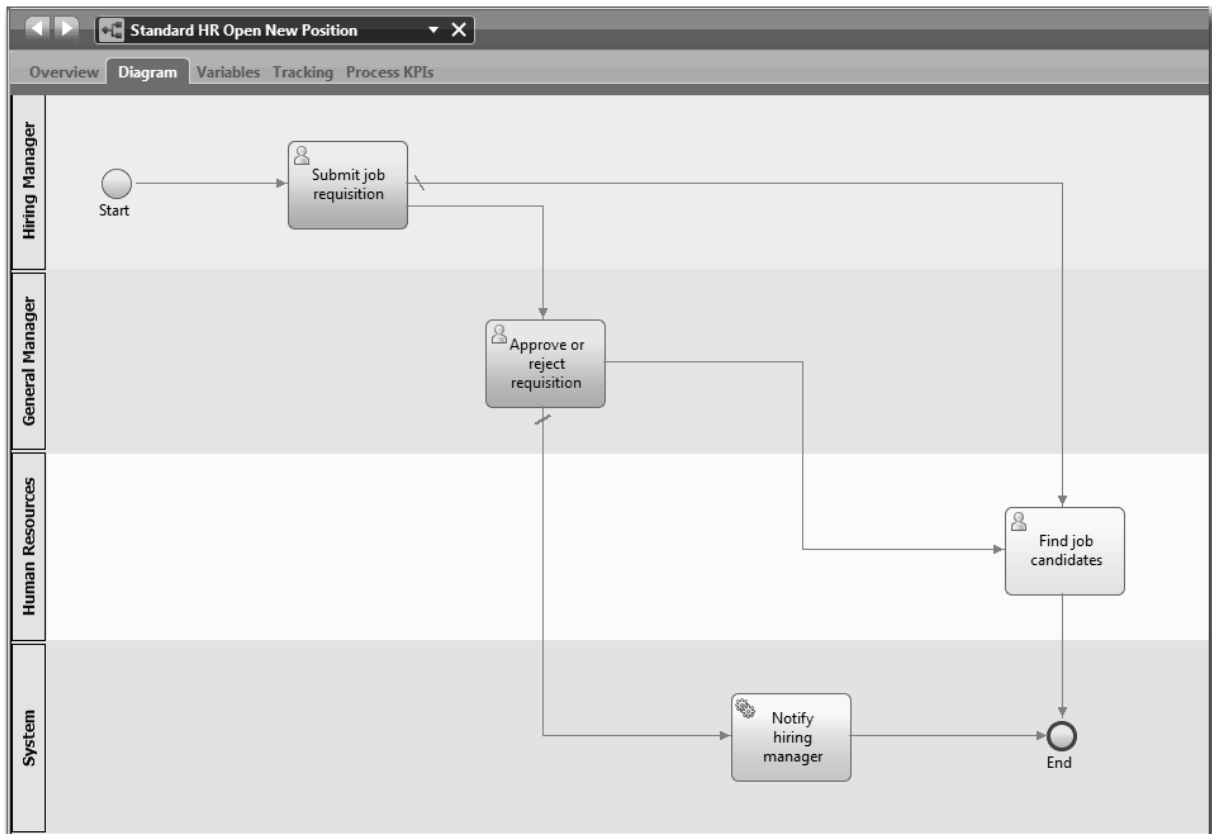 Standard HR Open New Position
Overview Diagram Variables Tracking Process KPIs
Hiring Manager
Start
Submit job
requisition
General Manager
Approve or
reject
requisition
Human Resources
Find job
candidates
System
Notify
hiring
manager
End